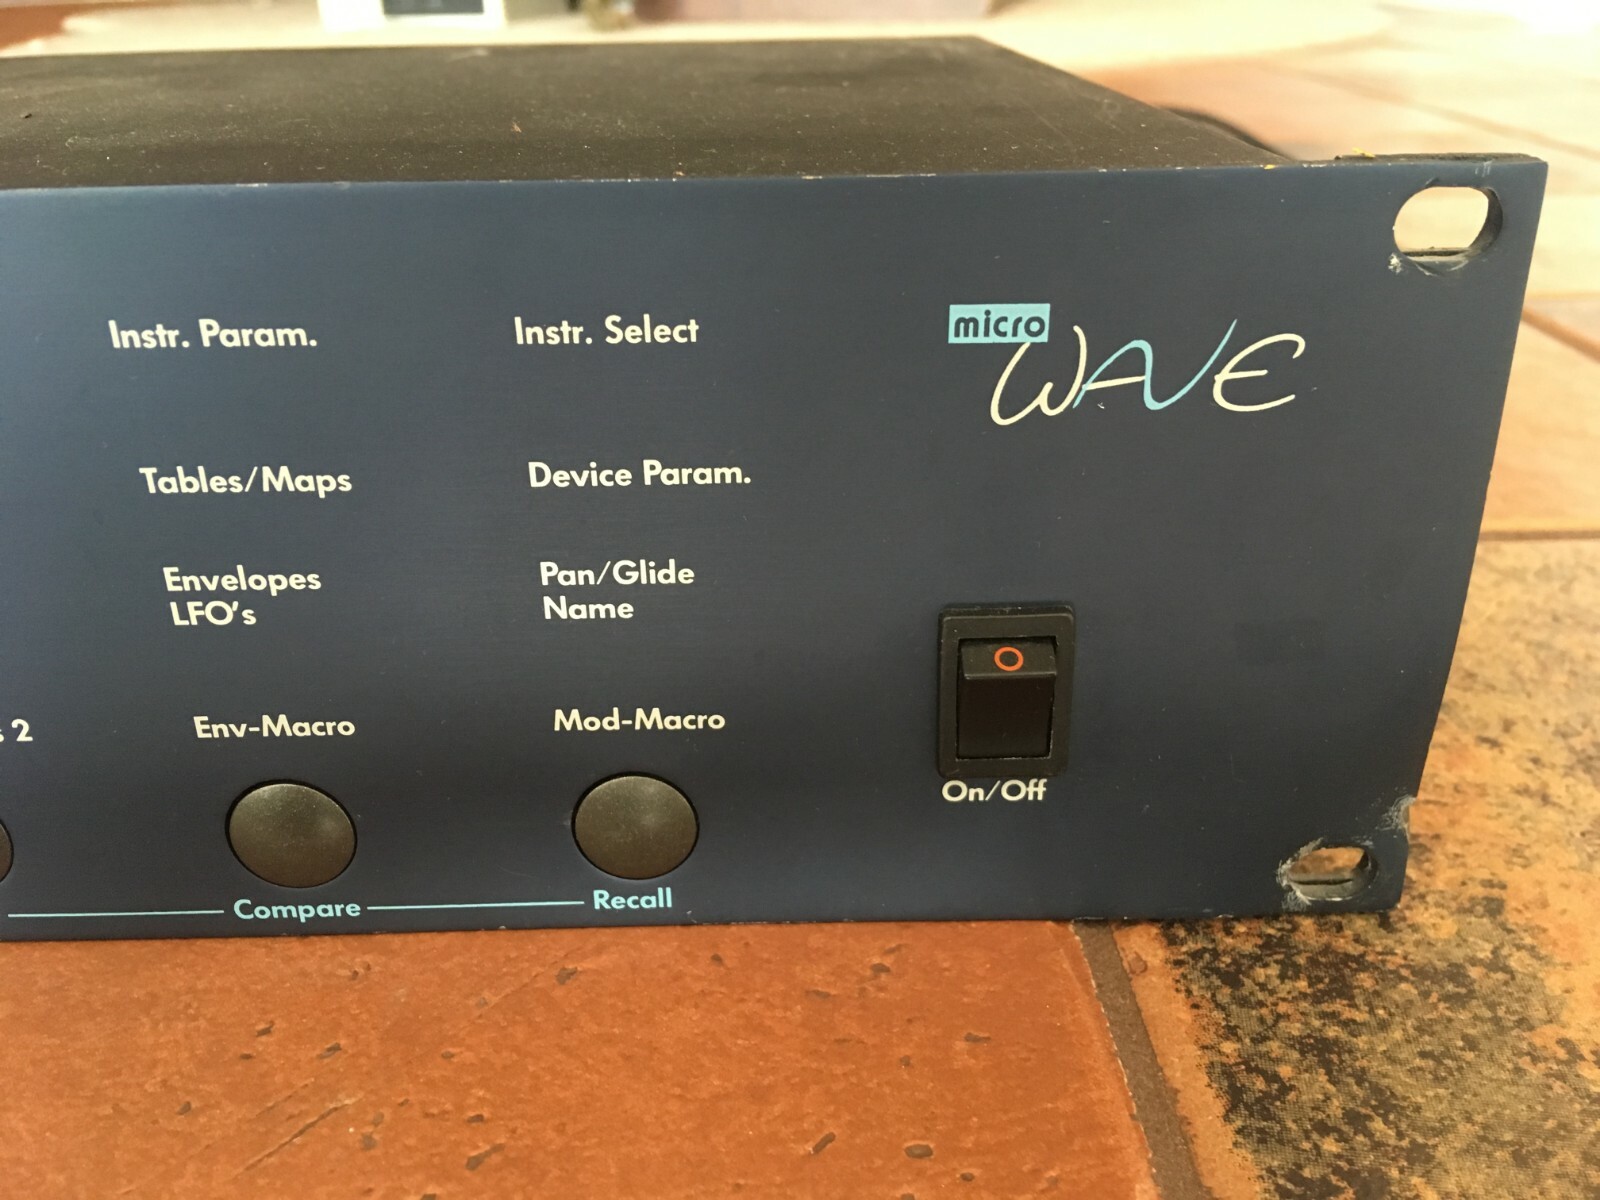 micro
WAVE
Instr. Param.
Instr. Select
Tables/Maps
Device Param.
Envelopes
LFO's
Pan/Glide
Name
2
Env-Macro
Mod-Macro
O
On/Off
Compare
Recall